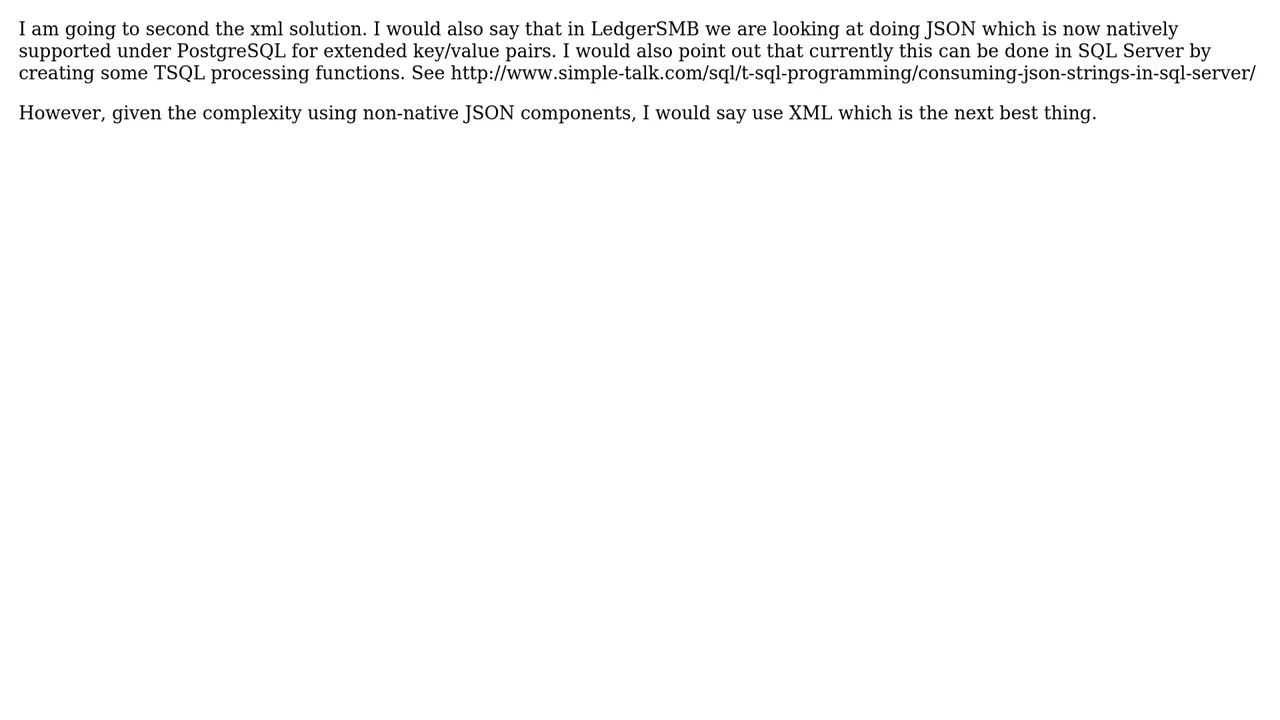 I am going to second the xml solution. I would also say that in LedgerSMB we are looking at doing JSON which is now natively
supported under PostgreSQL for extended key/value pairs. I would also point out that currently this can be done in SQL Server by
creating some TSQL processing functions. See http://www.simple-talk.com/sql/t-sql-programming/consuming-json-strings-in-sql-server/
However, given the complexity using non-native JSON components, I would say use XML which is the next best thing.